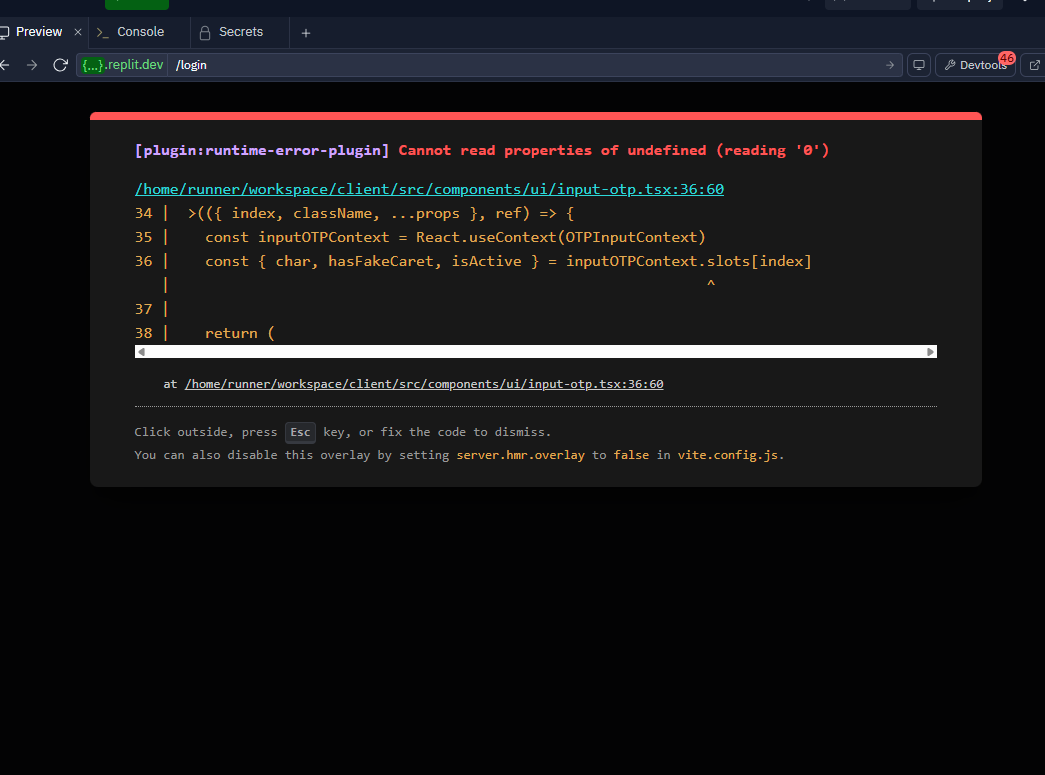 Preview × Console Secrets +
{...}.replit.dev /login Devtools 46
[plugin:runtime-error-plugin] Cannot read properties of undefined (reading '0')
/home/runner/workspace/client/src/components/ui/input-otp.tsx:36:60
34 | >(({ index, className, ...props }, ref) => {
35 | const inputOTPContext = React.useContext(OTPInputContext)
36 | const { char, hasFakeCaret, isActive } = inputOTPContext.slots[index]
| ^
37 |
38 | return (
at /home/runner/workspace/client/src/components/ui/input-otp.tsx:36:60
Click outside, press Esc key, or fix the code to dismiss.
You can also disable this overlay by setting server.hmr.overlay to false in vite.config.js.